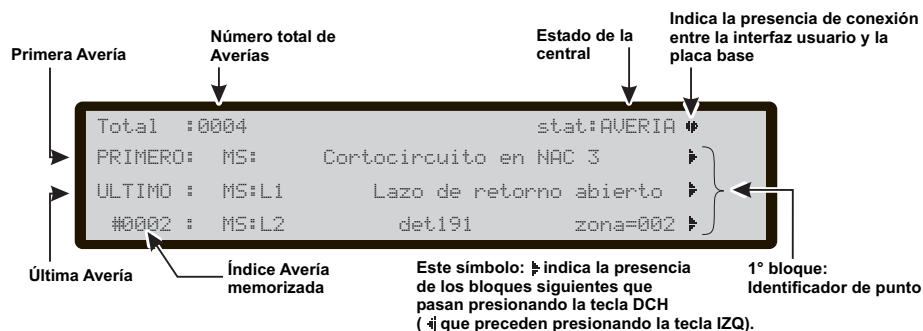 Indica la presencia de conexión
entre la interfaz usuario y la
placa base
Número total de
Averías
Estado de la
central
Primera Avería
Total :0004 stat:AVERIA
PRIMERO: MS: Cortocircuito en NAC 3
ULTIMO : MS:L1 Lazo de retorno abierto
#0002 : MS:L2 det191 zona=002
Última Avería
Índice Avería
memorizada
Este símbolo: indica la presencia
de los bloques siguientes que
pasan presionando la tecla DCH
( que preceden presionando la tecla IZQ).
1° bloque:
Identificador de punto